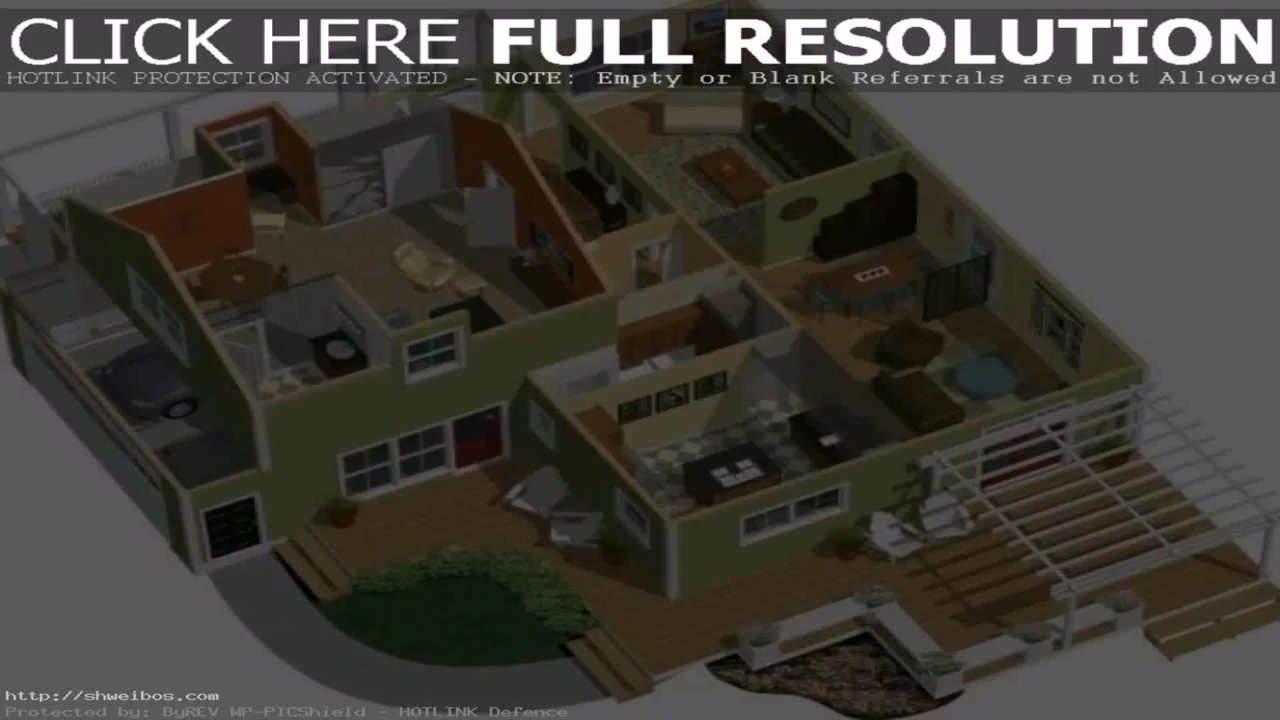 CLICK HERE FULL RESOLUTION
HOTLINK PROTECTION ACTIVATED - NOTE: Empty or Blank Referrals are not Allowed
http://shweibos.com
Protected by: ByREV WP-PICShield - HOTLINK Defence